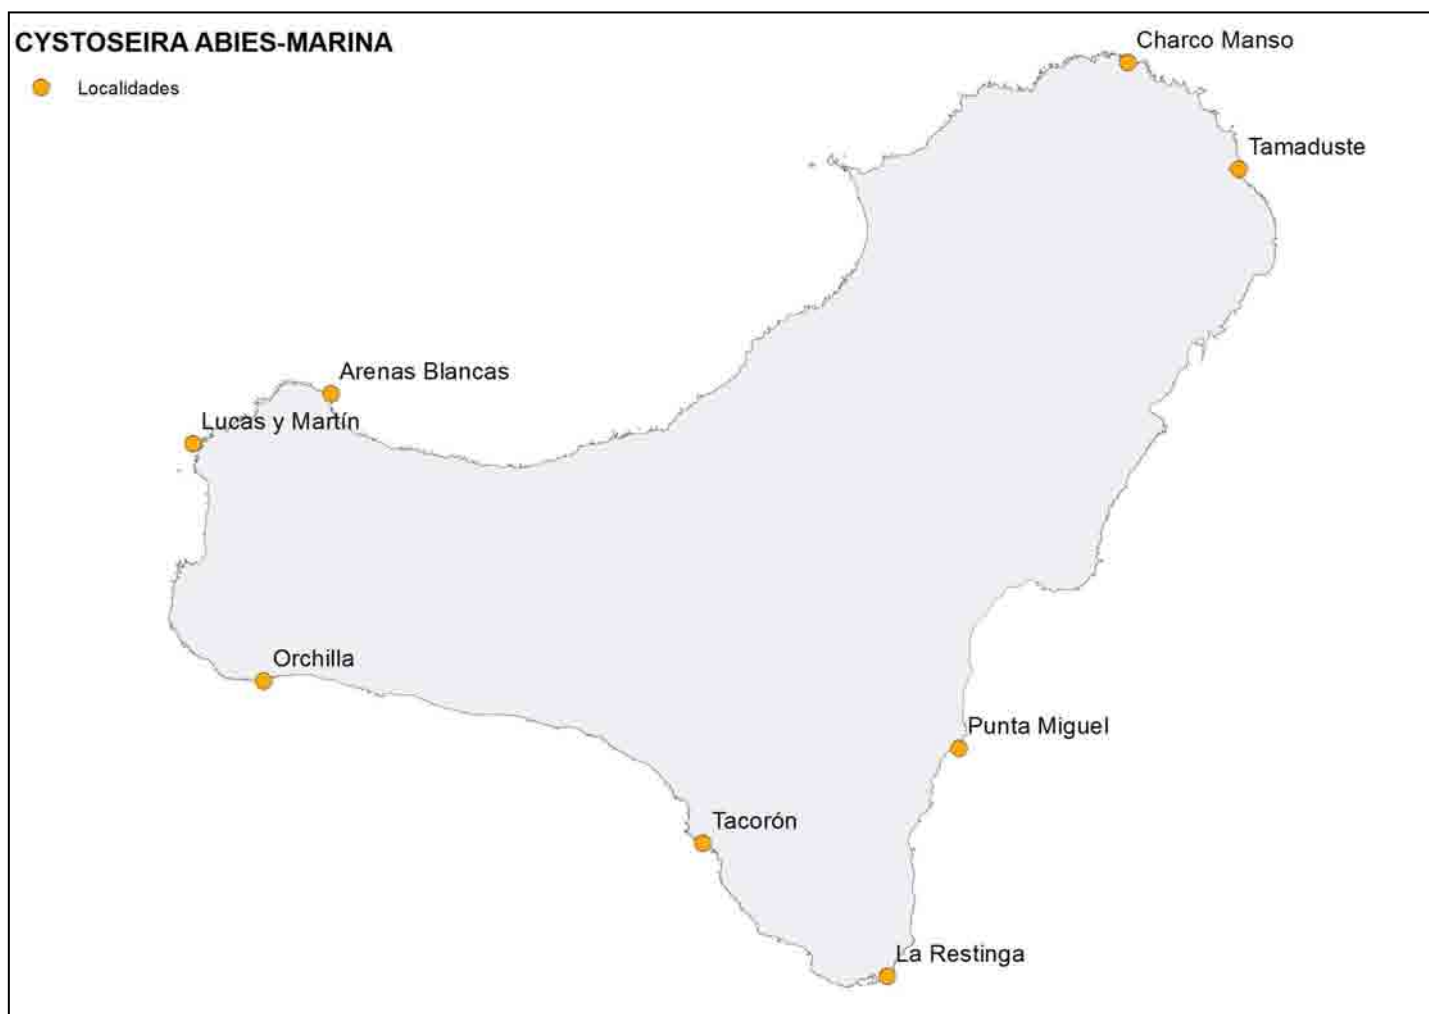 CYSTOSEIRA ABIES-MARINA
Localidades
Charco Manso
Tamaduste
Arenas Blancas
Lucas y Martín
Orchilla
Punta Miguel
Tacorón
La Restinga